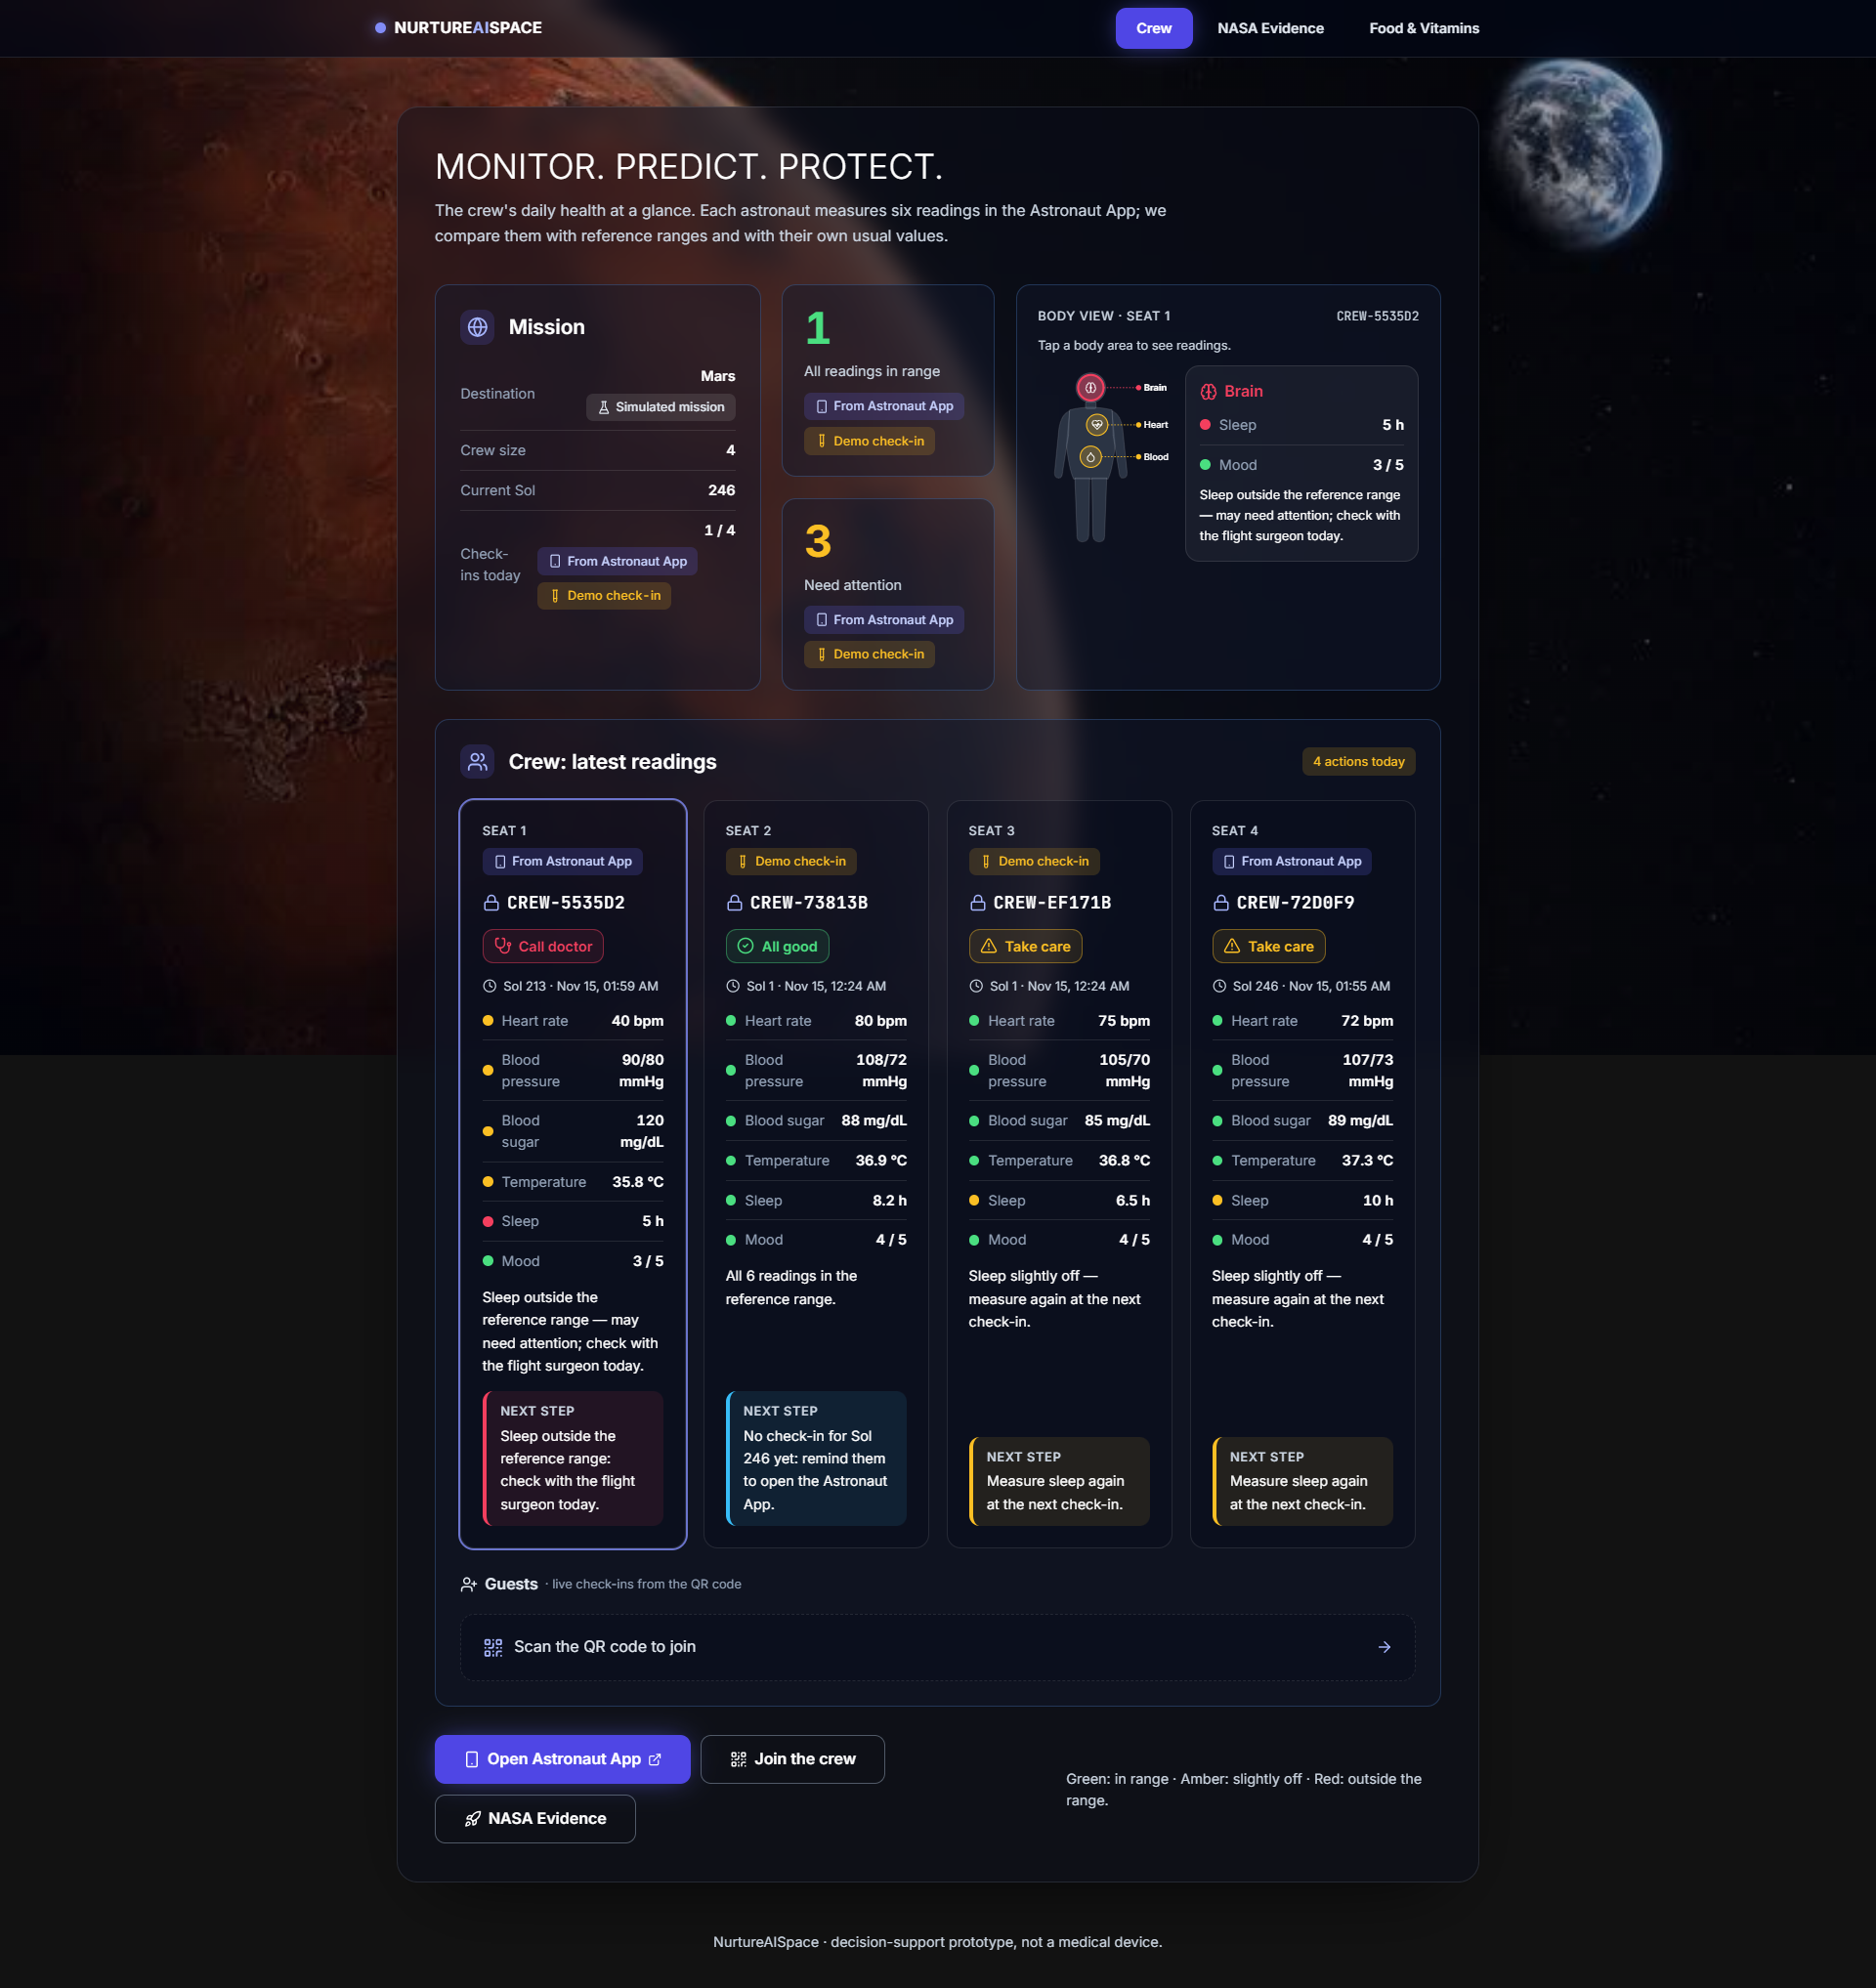 NURTUREAISPACE
Crew
NASA Evidence
Food & Vitamins
MONITOR. PREDICT. PROTECT.
The crew's daily health at a glance. Each astronaut measures six readings in the Astronaut App; we
compare them with reference ranges and with their own usual values.
Mission
Destination
Mars
Simulated mission
Crew size
4
Current Sol
246
Check-
ins today
1 / 4
From Astronaut App
Demo check-in
1
All readings in range
From Astronaut App
Demo check-in
3
Need attention
From Astronaut App
Demo check-in
BODY VIEW · SEAT 1
CREW-5535D2
Tap a body area to see readings.
Brain
Heart
Blood
Brain
Sleep
5 h
Mood
3 / 5
Sleep outside the reference range
— may need attention; check with
the flight surgeon today.
Crew: latest readings
4 actions today
SEAT 1
From Astronaut App
CREW-5535D2
Call doctor
Sol 213 · Nov 15, 01:59 AM
Heart rate
40 bpm
Blood
pressure
90/80
mmHg
Blood
sugar
120
mg/dL
Temperature
35.8 °C
Sleep
5 h
Mood
3 / 5
Sleep outside the
reference range — may
need attention; check with
the flight surgeon today.
NEXT STEP
Sleep outside the
reference range:
check with the flight
surgeon today.
SEAT 2
Demo check-in
CREW-73813B
All good
Sol 1 · Nov 15, 12:24 AM
Heart rate
80 bpm
Blood
pressure
108/72
mmHg
Blood sugar
88 mg/dL
Temperature
36.9 °C
Sleep
8.2 h
Mood
4 / 5
All 6 readings in the
reference range.
NEXT STEP
No check-in for Sol
246 yet: remind them
to open the Astronaut
App.
SEAT 3
Demo check-in
CREW-EF171B
Take care
Sol 1 · Nov 15, 12:24 AM
Heart rate
75 bpm
Blood
pressure
105/70
mmHg
Blood sugar
85 mg/dL
Temperature
36.8 °C
Sleep
6.5 h
Mood
4 / 5
Sleep slightly off —
measure again at the next
check-in.
NEXT STEP
Measure sleep again
at the next check-in.
SEAT 4
From Astronaut App
CREW-72D0F9
Take care
Sol 246 · Nov 15, 01:55 AM
Heart rate
72 bpm
Blood
pressure
107/73
mmHg
Blood sugar
89 mg/dL
Temperature
37.3 °C
Sleep
10 h
Mood
4 / 5
Sleep slightly off —
measure again at the next
check-in.
NEXT STEP
Measure sleep again
at the next check-in.
Guests · live check-ins from the QR code
Scan the QR code to join
Open Astronaut App
Join the crew
NASA Evidence
Green: in range · Amber: slightly off · Red: outside the
range.
NurtureAISpace · decision-support prototype, not a medical device.